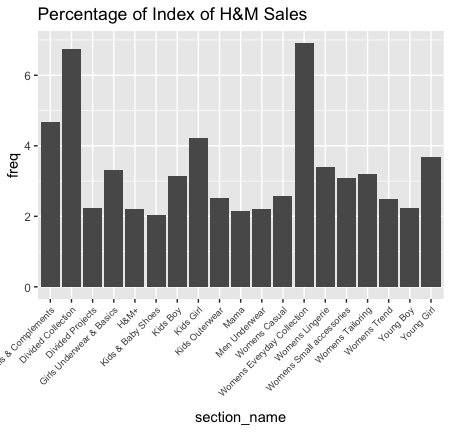 Percentage of Index of H&M Sales
freq
6
4
2
0
& Complements
Divided Collection
Divided Projects
Girls Underwear & Basics
H&M+
Kids & Baby Shoes
Kids Boy
Kids Girl
Kids Outerwear
Mama
Men Underwear
Womens Casual
Womens Everyday Collection
Womens Lingerie
Womens Small accessories
Womens Tailoring
Womens Trend
Young Boy
Young Girl
section_name